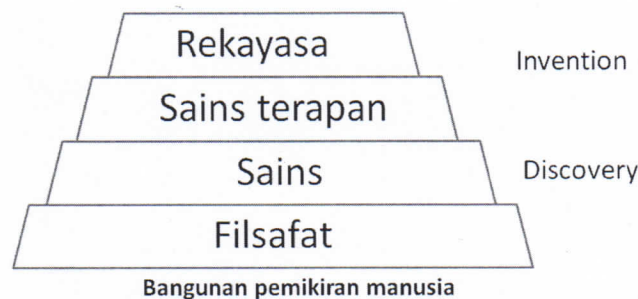 Rekayasa
Invention
Sains terapan
Sains
Discovery
Filsafat
Bangunan pemikiran manusia